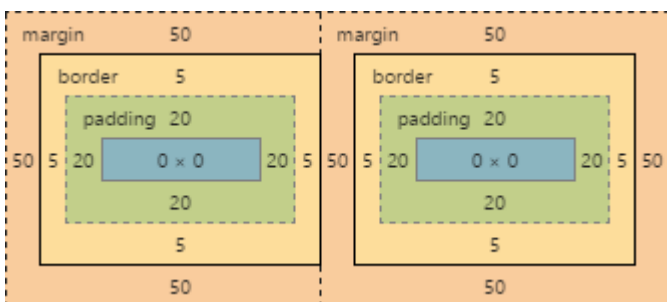 margin 50 margin 50
border 5 border 5
padding 20 padding 20
50 5 20 0 × 0 20 5 50 5 20 0 × 0 20 5 50
20 20
5 5
50 50